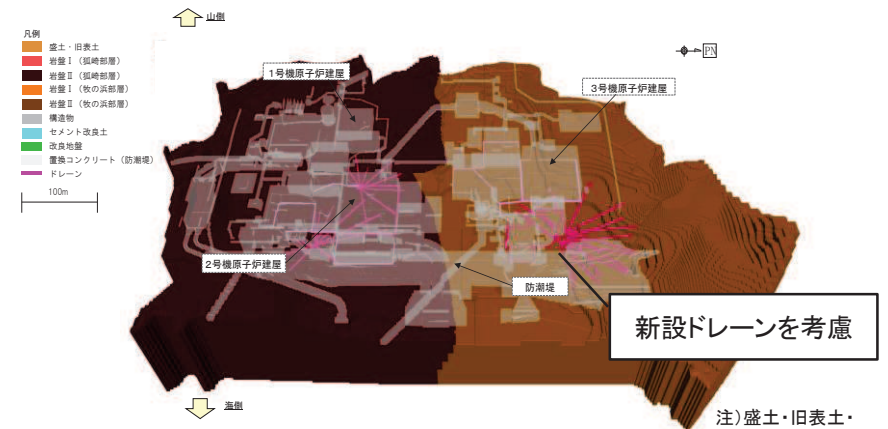 山側
凡例
盛土・旧表土
岩盤Ⅰ（狐崎部層）
岩盤Ⅱ（狐崎部層）
岩盤Ⅰ（牧の浜部層）
岩盤Ⅱ（牧の浜部層）
構造物
セメント改良土
改良地盤
置換コンクリート（防潮堤）
ドレーン
100m
1号機原子炉建屋
3号機原子炉建屋
PN
2号機原子炉建屋
防潮堤
新設ドレーンを考慮
海側
注）盛土・旧表土・